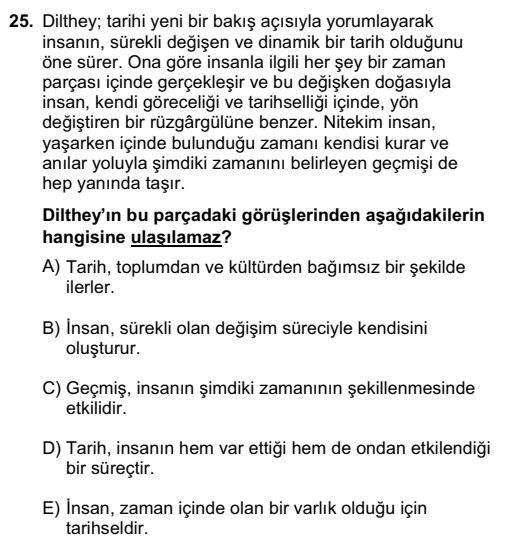 25. Dilthey; tarihi yeni bir bakış açısıyla yorumlayarak
insanın, sürekli değişen ve dinamik bir tarih olduğunu
öne sürer. Ona göre insanla ilgili her şey bir zaman
parçası içinde gerçekleşir ve bu değişken doğasıyla
insan, kendi göreceliği ve tarihselliği içinde, yön
değiştiren bir rüzgârgülüne benzer. Nitekim insan,
yaşarken içinde bulunduğu zamanı kendisi kurar ve
anılar yoluyla şimdiki zamanını belirleyen geçmişi de
hep yanında taşır.
Dilthey’ın bu parçadaki görüşlerinden aşağıdakilerin
hangisine ulaşılamaz?
A) Tarih, toplumdan ve kültürden bağımsız bir şekilde
ilerler.
B) İnsan, sürekli olan değişim süreciyle kendisini
oluşturur.
C) Geçmiş, insanın şimdiki zamanının şekillenmesinde
etkilidir.
D) Tarih, insanın hem var ettiği hem de ondan etkilendiği
bir süreçtir.
E) İnsan, zaman içinde olan bir varlık olduğu için
tarihseldir.